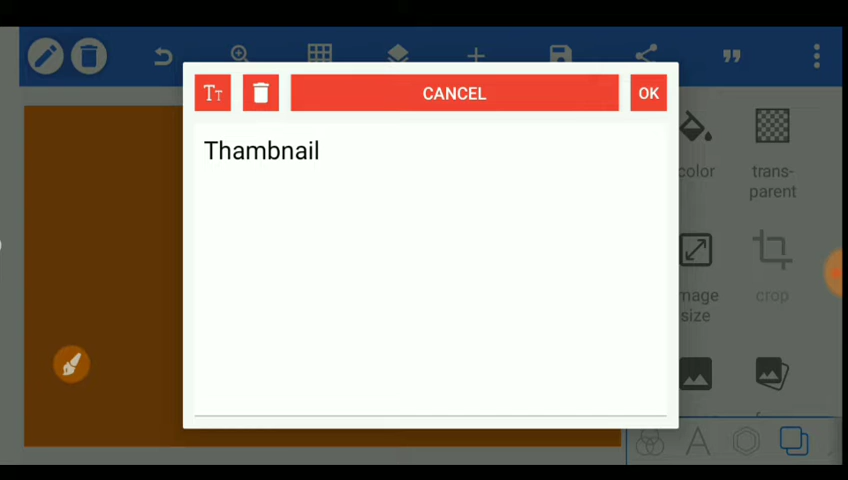 CANCEL
OK
Thambnail
color
trans-
parent
mage
size
crop